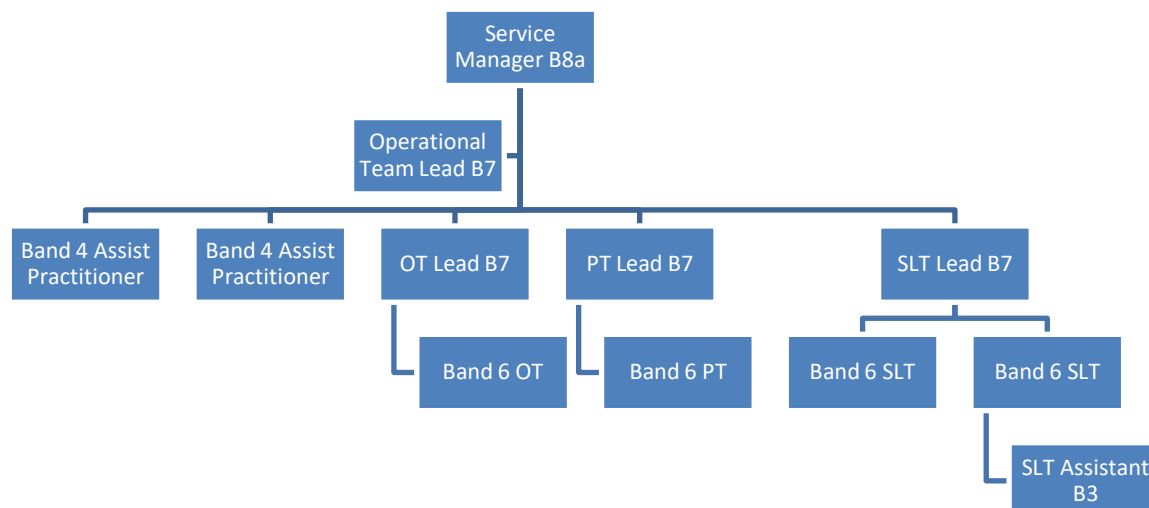 Service
Manager B8a
Operational
Team Lead B7
Band 4 Assist
Practitioner
Band 4 Assist
Practitioner
OT Lead B7
PT Lead B7
SLT Lead B7
Band 6 OT
Band 6 PT
Band 6 SLT
Band 6 SLT
SLT Assistant
B3